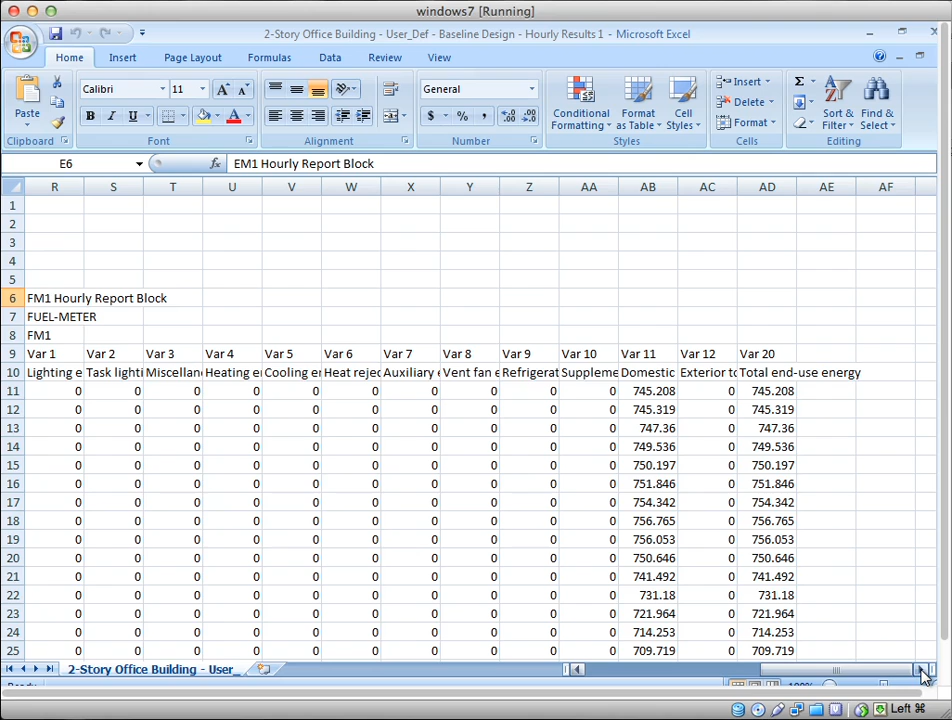 windows7 [Running]
2-Story Office Building - User_Def - Baseline Design - Hourly Results 1 - Microsoft Excel
Home Insert Page Layout Formulas Data Review View
Calibri 11 A A General Insert Σ
Paste Conditional Format Cell Delete Sort & Find &
B I U A $ % , .0 .00 .00 .0 Formatting as Table Styles Format Filter Select
Clipboard Font Alignment Number Styles Cells Editing
E6 fx EM1 Hourly Report Block
R S T U V W X Y Z AA AB AC AD AE AF
1
2
3
4
5
6 FM1 Hourly Report Block
7 FUEL-METER
8 FM1
9 Var 1 Var 2 Var 3 Var 4 Var 5 Var 6 Var 7 Var 8 Var 9 Var 10 Var 11 Var 12 Var 20
10 Lighting e Task lighti Miscellane Heating e Cooling e Heat rejec Auxiliary e Vent fan e Refrigerat Suppleme Domestic Exterior to Total end-use energy
11 0 0 0 0 0 0 0 0 0 0 745.208 0 745.208
12 0 0 0 0 0 0 0 0 0 0 745.319 0 745.319
13 0 0 0 0 0 0 0 0 0 0 747.36 0 747.36
14 0 0 0 0 0 0 0 0 0 0 749.536 0 749.536
15 0 0 0 0 0 0 0 0 0 0 750.197 0 750.197
16 0 0 0 0 0 0 0 0 0 0 751.846 0 751.846
17 0 0 0 0 0 0 0 0 0 0 754.342 0 754.342
18 0 0 0 0 0 0 0 0 0 0 756.765 0 756.765
19 0 0 0 0 0 0 0 0 0 0 756.053 0 756.053
20 0 0 0 0 0 0 0 0 0 0 750.646 0 750.646
21 0 0 0 0 0 0 0 0 0 0 741.492 0 741.492
22 0 0 0 0 0 0 0 0 0 0 731.18 0 731.18
23 0 0 0 0 0 0 0 0 0 0 721.964 0 721.964
24 0 0 0 0 0 0 0 0 0 0 714.253 0 714.253
25 0 0 0 0 0 0 0 0 0 0 709.719 0 709.719
2-Story Office Building - User_
Ready 100%
Left ⌘